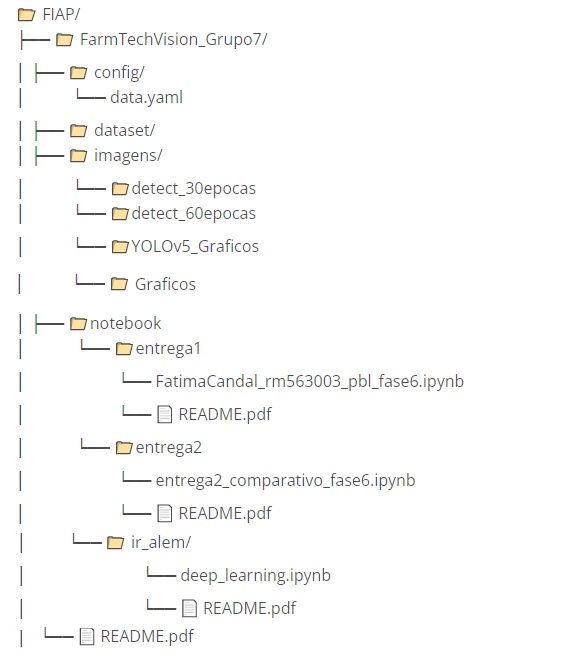 FIAP/
FarmTechVision_Grupo7/
config/
data.yaml
dataset/
imagens/
detect_30epocas
detect_60epocas
YOLOv5_Graficos
Graficos
notebook
entrega1
FatimaCandal_rm563003_pbl_fase6.ipynb
README.pdf
entrega2
entrega2_comparativo_fase6.ipynb
README.pdf
ir_alem/
deep_learning.ipynb
README.pdf
README.pdf